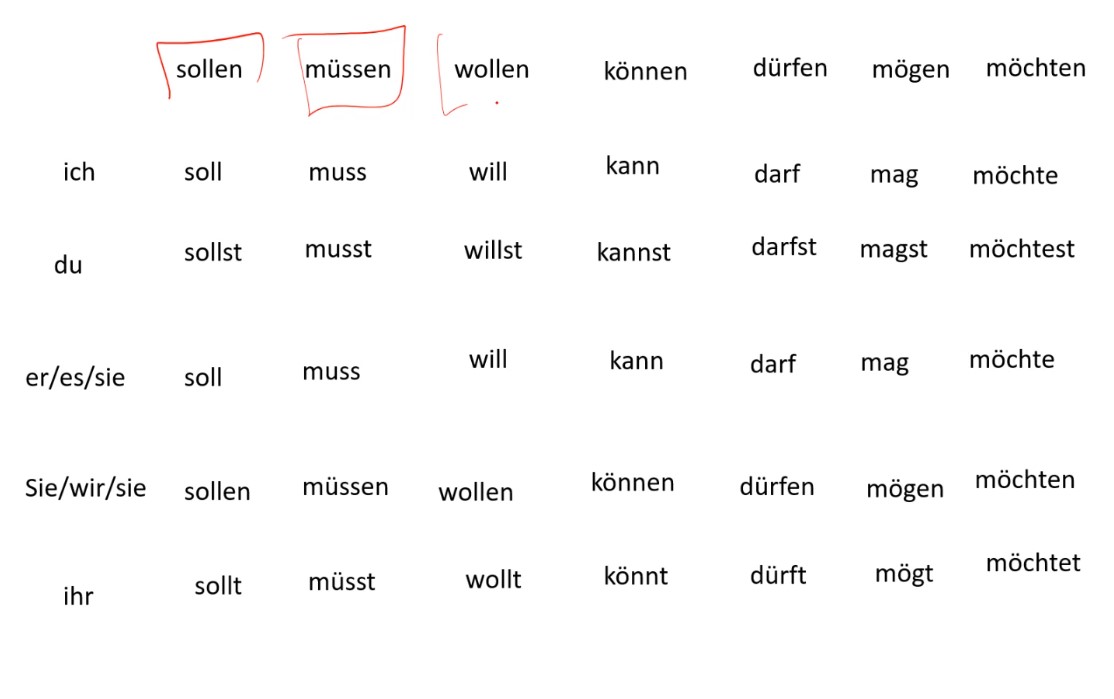 sollen müssen wollen können dürfen mögen möchten
ich soll muss will kann darf mag möchte
du sollst musst willst kannst darfst magst möchtest
er/es/sie soll muss will kann darf mag möchte
Sie/wir/sie sollen müssen wollen können dürfen mögen möchten
ihr sollt müsst wollt könnt dürft mögt möchtet